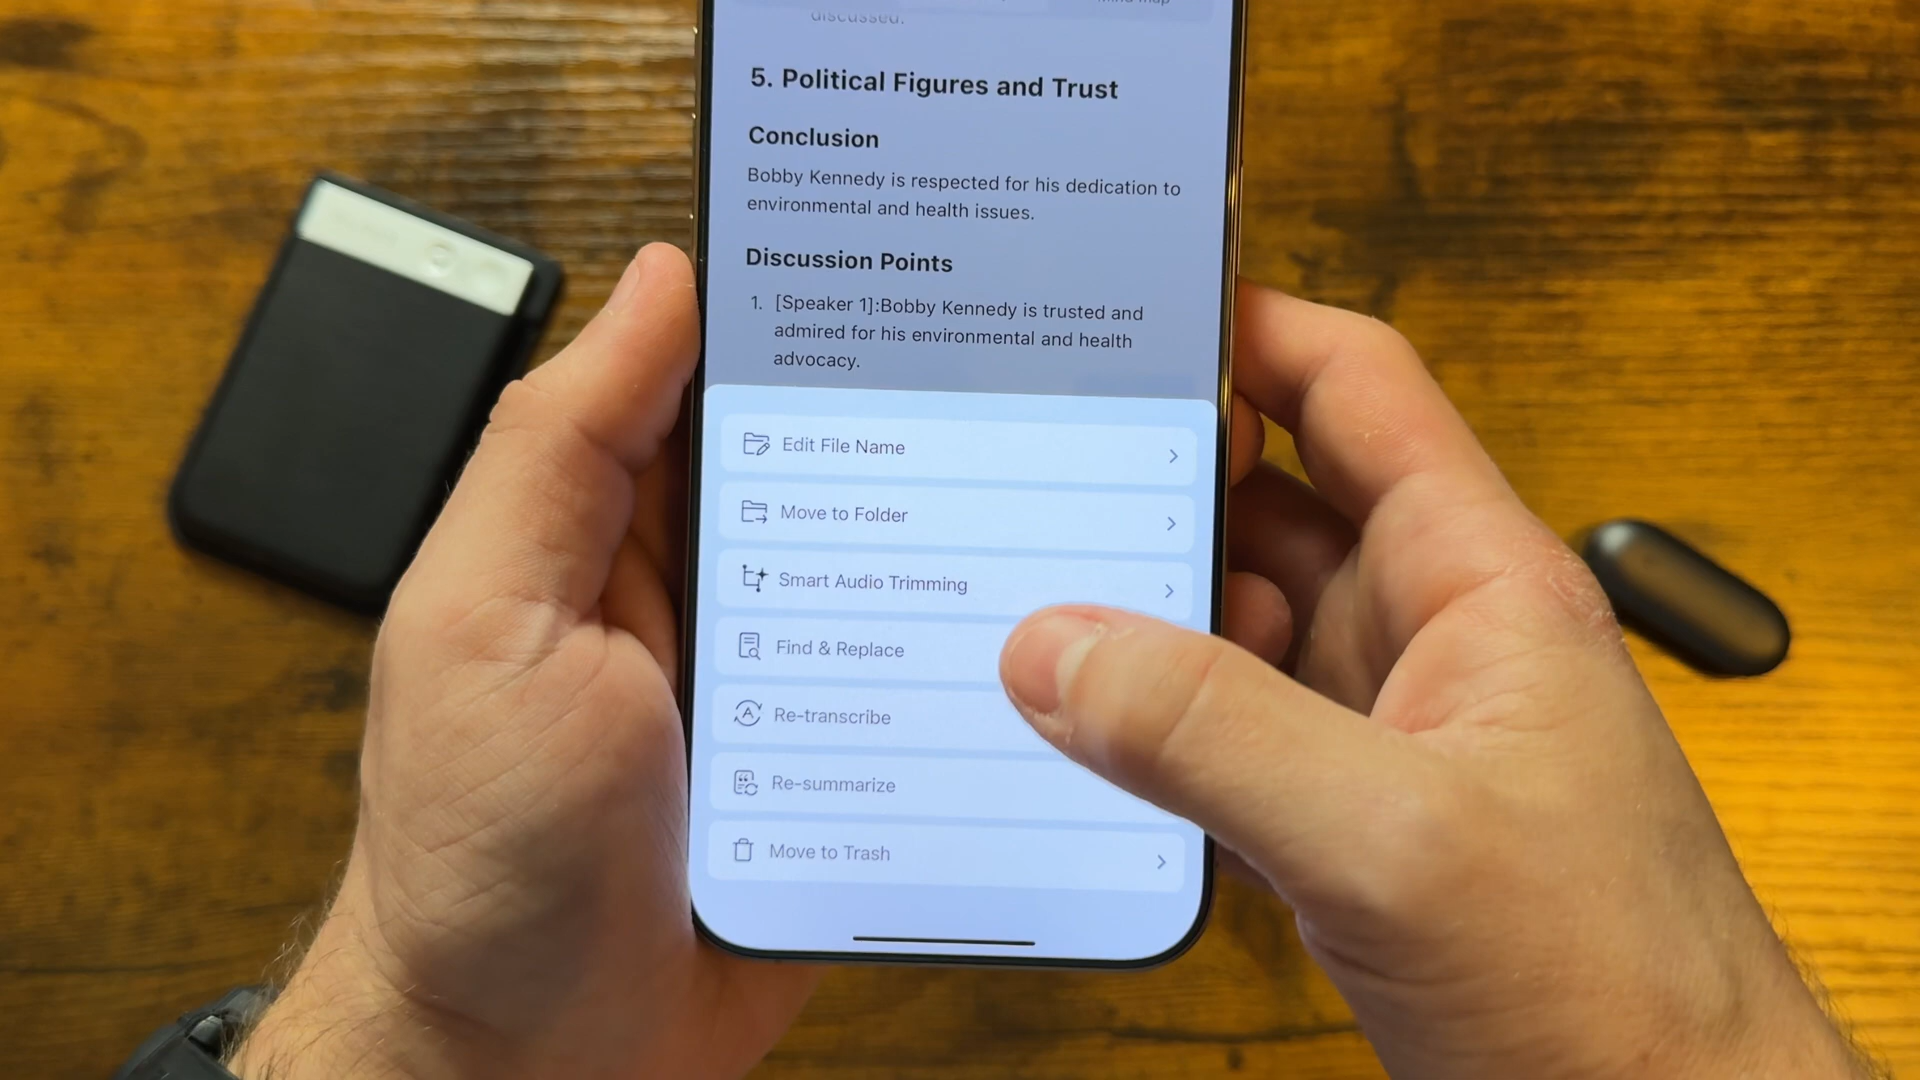 discussed.
5. Political Figures and Trust
Conclusion
Bobby Kennedy is respected for his dedication to
environmental and health issues.
Discussion Points
1. [Speaker 1]:Bobby Kennedy is trusted and
admired for his environmental and health
advocacy.
Edit File Name
Move to Folder
Smart Audio Trimming
Find & Replace
Re-transcribe
Re-summarize
Move to Trash